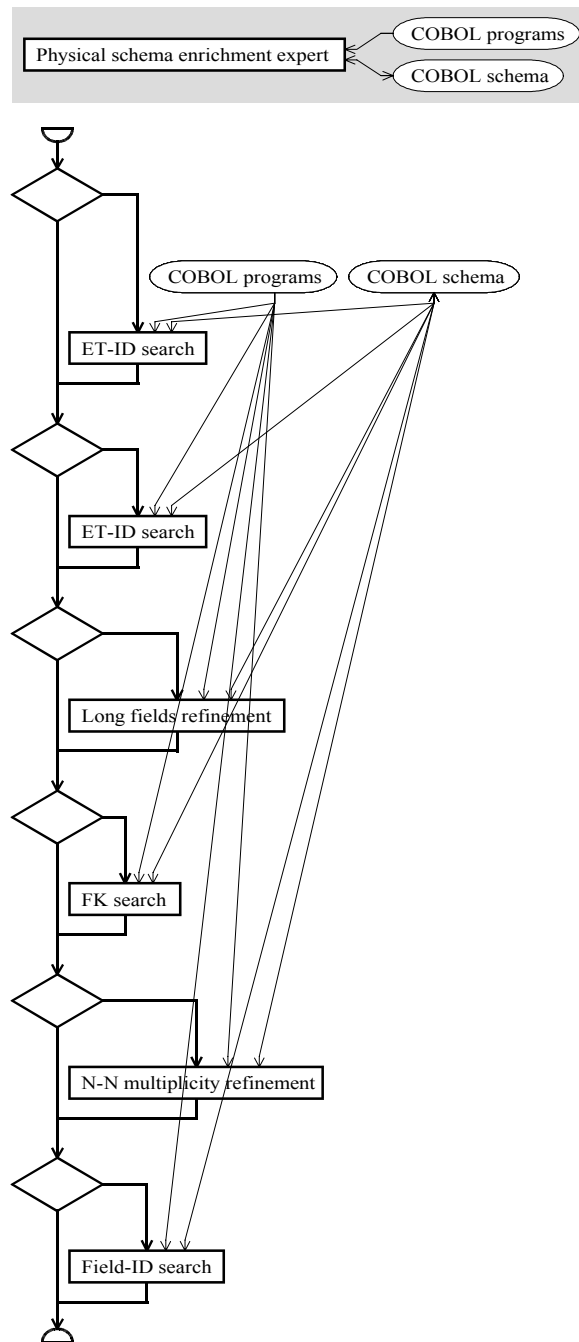 COBOL programs
Physical schema enrichment expert
COBOL schema
COBOL programs
COBOL schema
ET-ID search
ET-ID search
Long fields refinement
FK search
N-N multiplicity refinement
Field-ID search